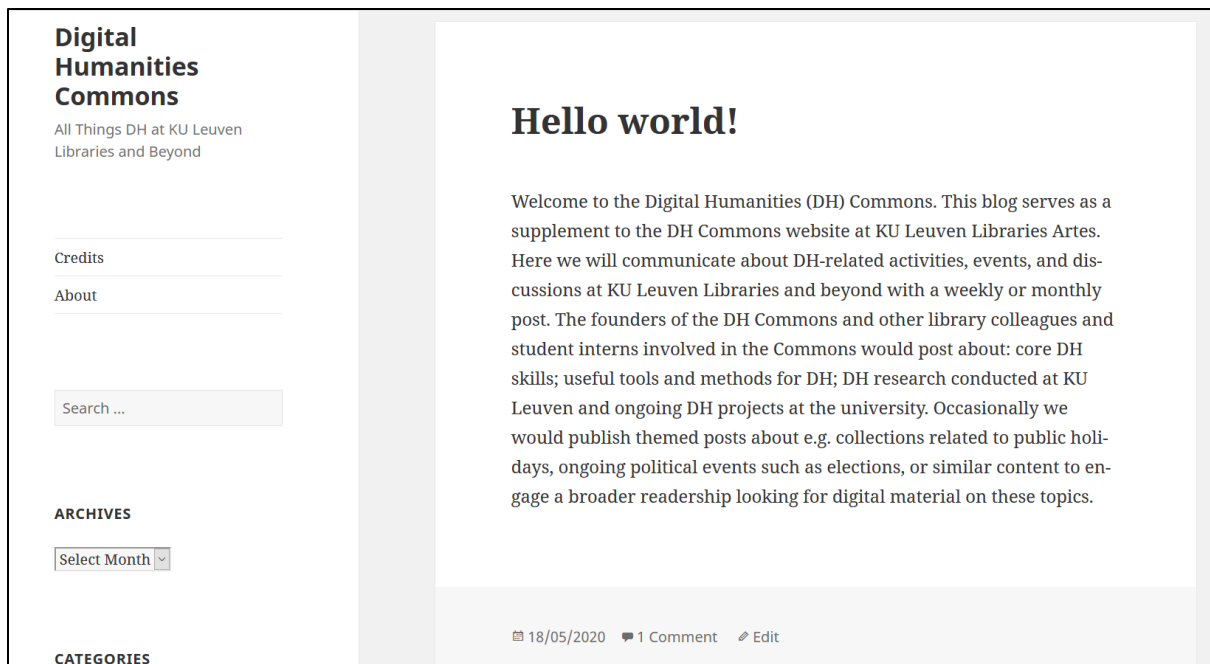 Digital
Humanities
Commons
All Things DH at KU Leuven
Libraries and Beyond
Credits
About
Search ...
ARCHIVES
Select Month
CATEGORIES
Hello world!
Welcome to the Digital Humanities (DH) Commons. This blog serves as a
supplement to the DH Commons website at KU Leuven Libraries Artes.
Here we will communicate about DH-related activities, events, and dis-
cussions at KU Leuven Libraries and beyond with a weekly or monthly
post. The founders of the DH Commons and other library colleagues and
student interns involved in the Commons would post about: core DH
skills; useful tools and methods for DH; DH research conducted at KU
Leuven and ongoing DH projects at the university. Occasionally we
would publish themed posts about e.g. collections related to public holi-
days, ongoing political events such as elections, or similar content to en-
gage a broader readership looking for digital material on these topics.
18/05/2020 1 Comment Edit